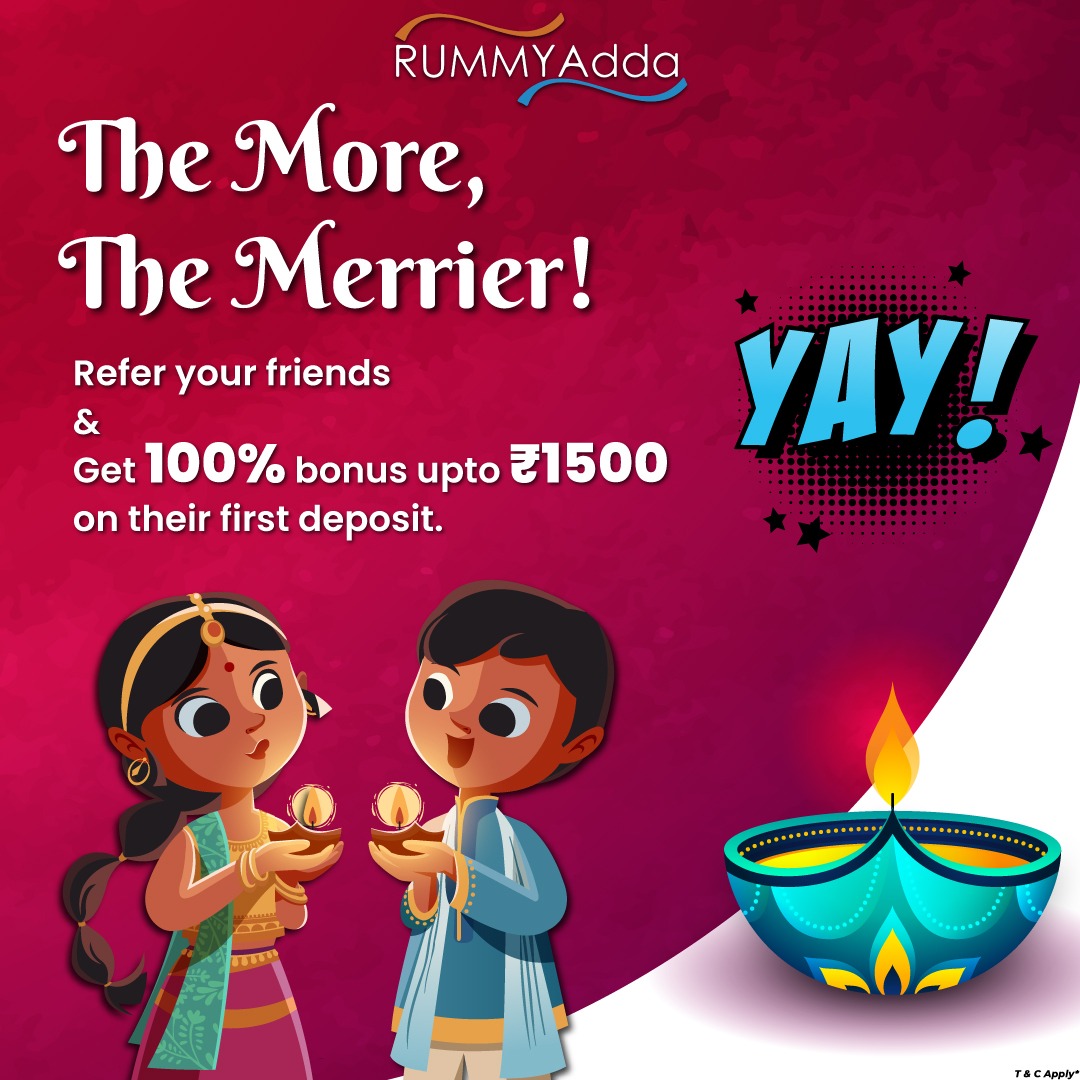 RUMMYAdda
The More,
The Merrier!
Refer your friends
&
Get 100% bonus upto ₹1500
on their first deposit.
YAY!
T & C Apply*